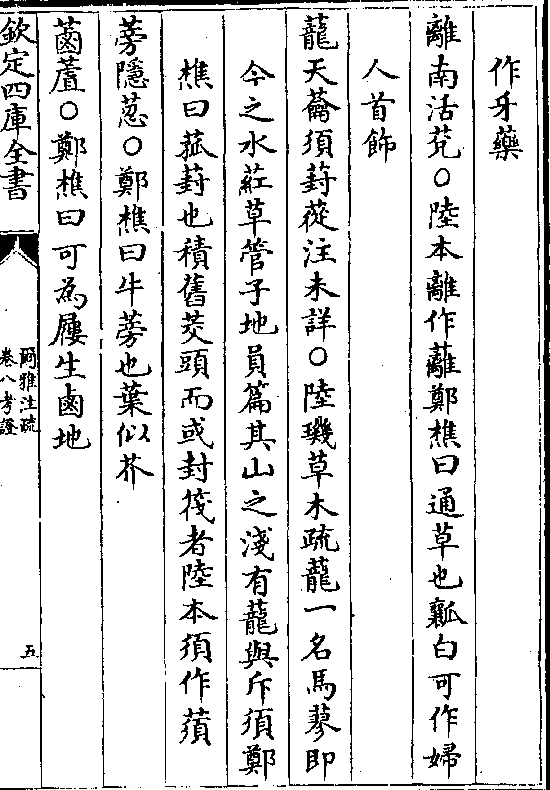 作牙藥
離南活莌○陸本離作蘺鄭樵曰通草也瓤白可作婦
人首飾
蘢天蘥須葑蓯注未詳○陸璣草木疏蘢一名馬蓼即
今之水葒草管子地員篇其山之淺有蘢與斥須鄭
樵曰菰葑也積舊茭頭而或封筏者陸本須作蕦
蒡隱荵○鄭樵曰牛蒡也葉似芥
菡蘆○鄭樵曰可為屨生鹵地
欽定四庫全書
爾雅注疏
卷八考證
五